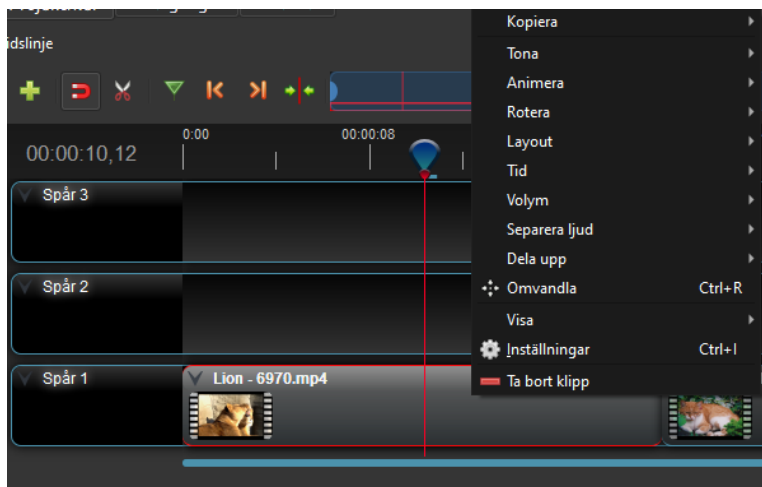 Kopiera
idslinje
Tona
Animera
Rotera
Layout
Tid
Volym
Separera ljud
Dela upp
Omvandla Ctrl+R
Visa
Inställningar Ctrl+I
Ta bort klipp
0:00 00:00:08
00:00:10,12
Spår 3
Spår 2
Spår 1
Lion - 6970.mp4